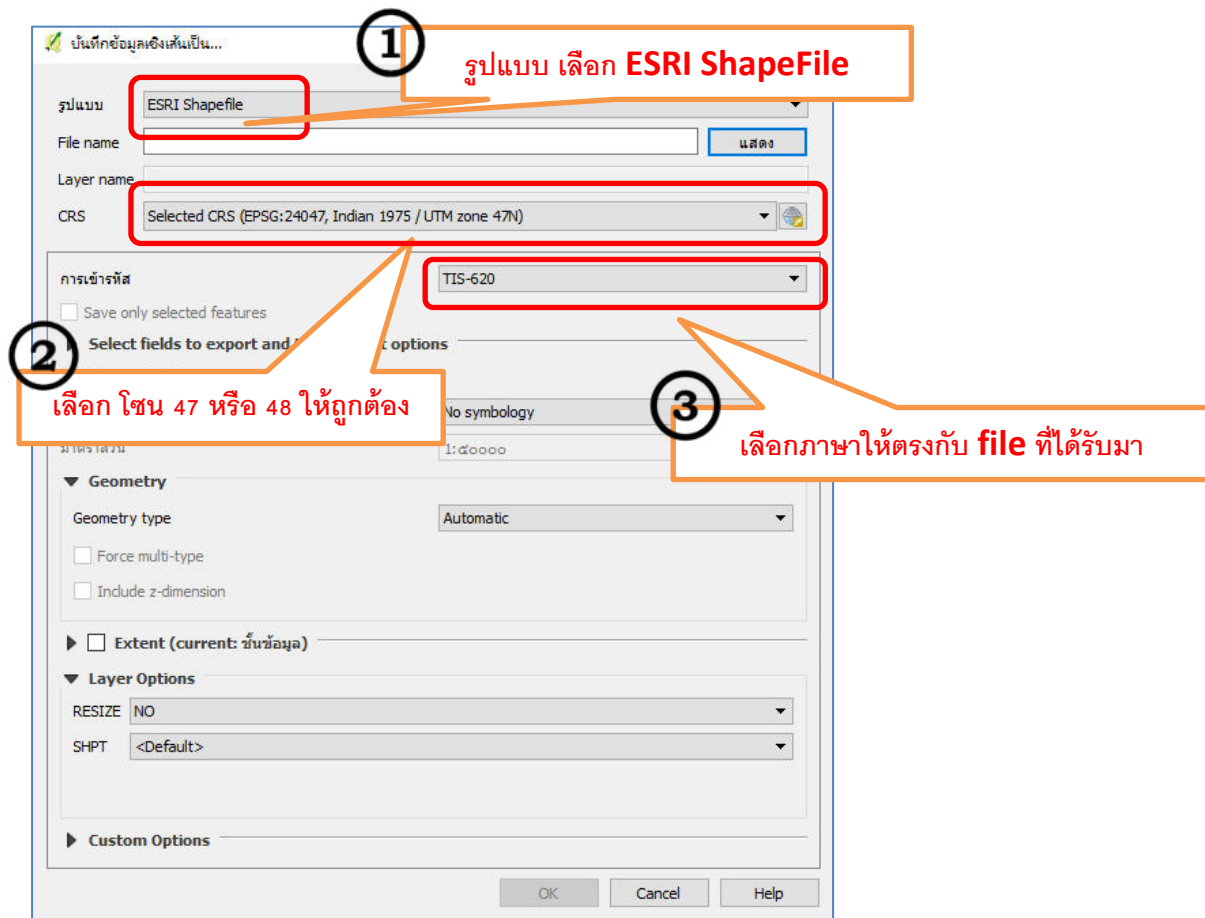 บันทึกข้อมูลเชิงเส้นเป็น...
1
รูปแบบ เลือก ESRI ShapeFile
รูปแบบ
ESRI Shapefile
File name
แสดง
Layer name
CRS
Selected CRS (EPSG:24047, Indian 1975 / UTM zone 47N)
การเข้ารหัส
TIS-620
Save only selected features
Select fields to export and
options
2
เลือก โซน 47 หรือ 48 ให้ถูกต้อง
No symbology
3
เลือกภาษาให้ตรงกับ file ที่ได้รับมา
มาตราส่วน
1:๕๐๐๐๐
Geometry
Geometry type
Automatic
Force multi-type
Include z-dimension
Extent (current: ชั้นข้อมูล)
Layer Options
RESIZE
NO
SHPT
<Default>
Custom Options
OK
Cancel
Help